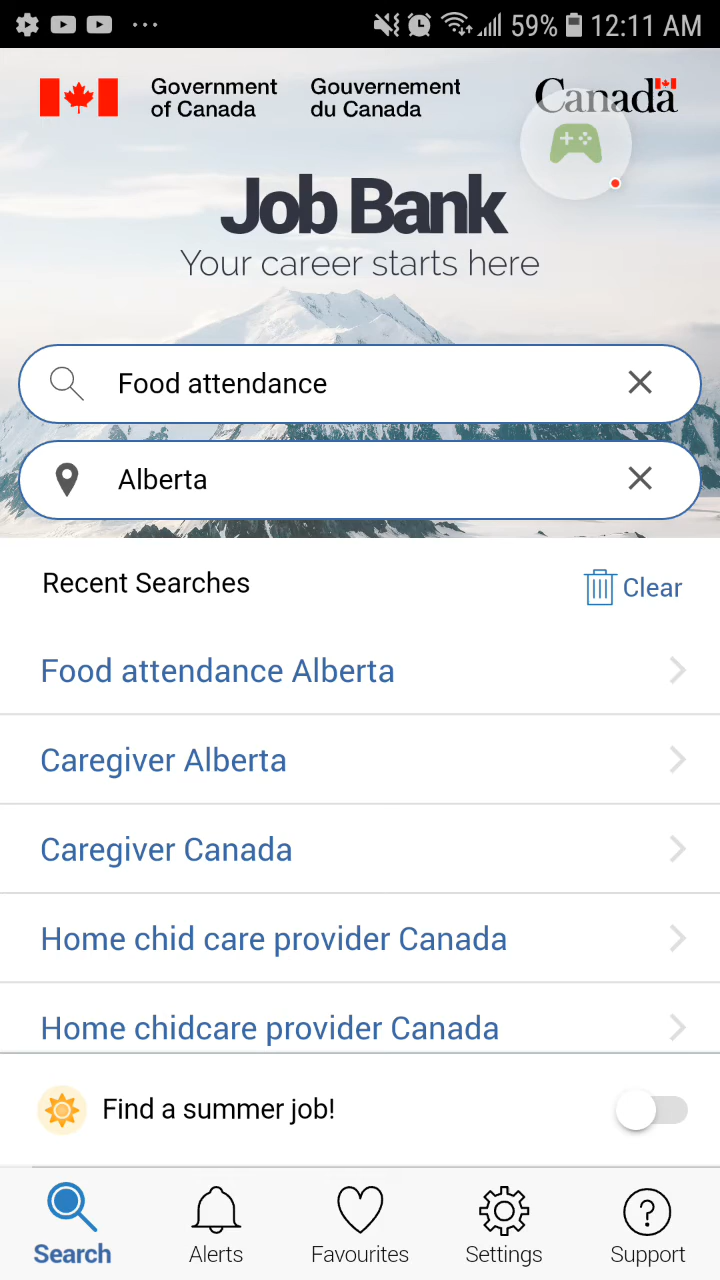 59% 12:11 AM
Government of Canada
Gouvernement du Canada
Canada
Job Bank
Your career starts here
Food attendance
Alberta
Recent Searches
Clear
Food attendance Alberta
Caregiver Alberta
Caregiver Canada
Home chid care provider Canada
Home chidcare provider Canada
Find a summer job!
Search
Alerts
Favourites
Settings
Support